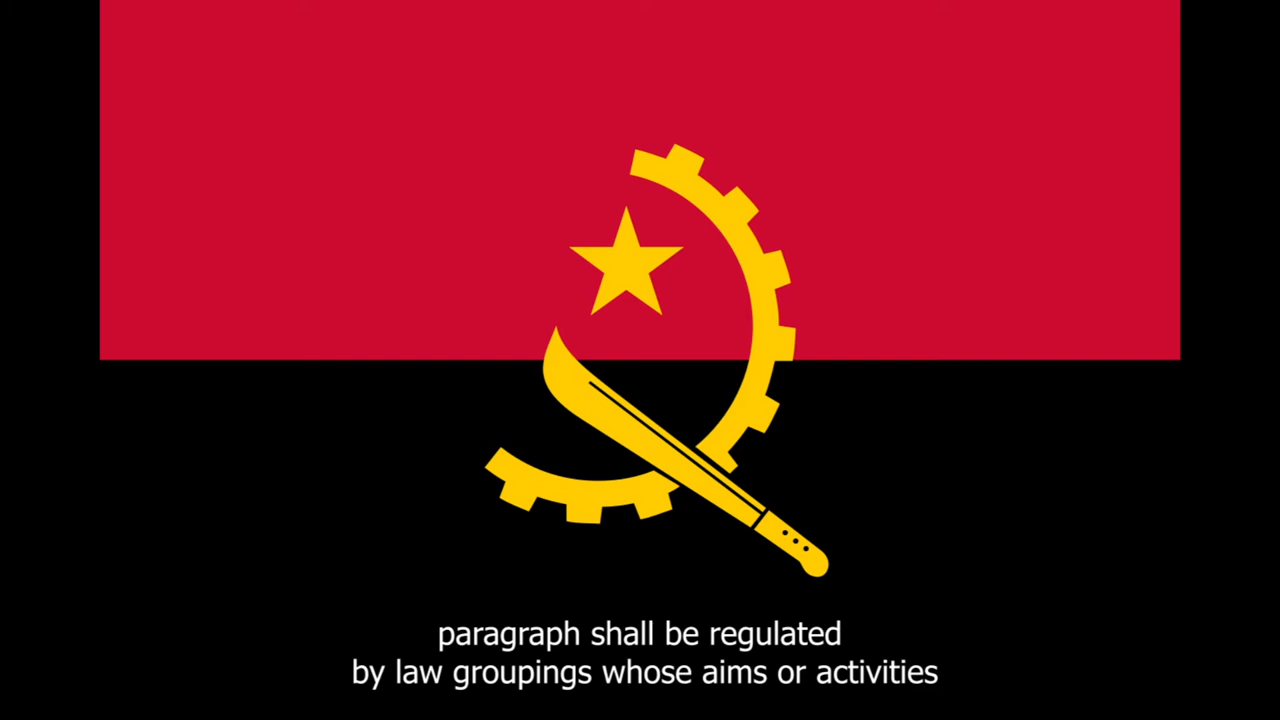 paragraph shall be regulated
by law groupings whose aims or activities